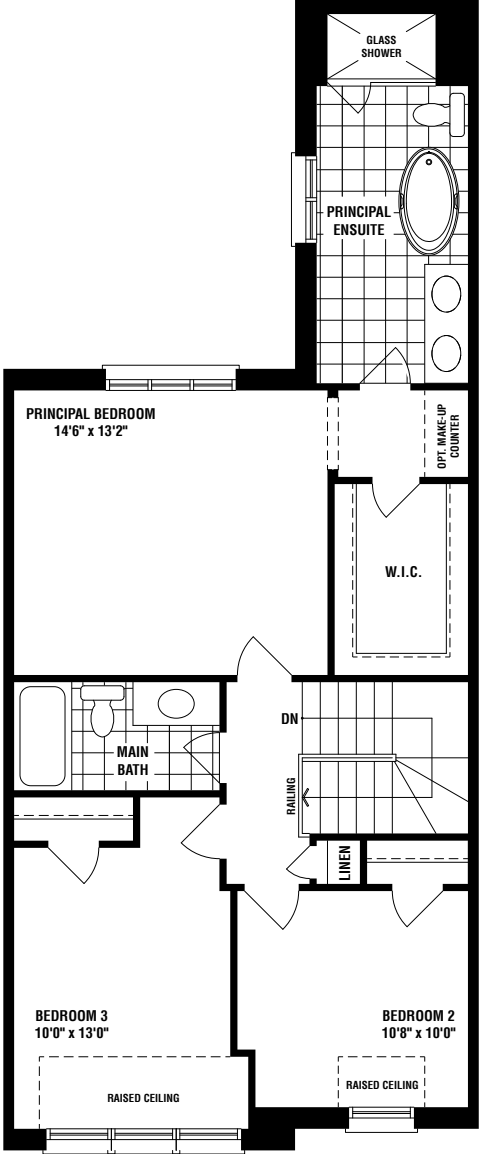 GLASS
SHOWER
PRINCIPAL
ENSUITE
PRINCIPAL BEDROOM
14'6" x 13'2"
OPT. MAKE-UP
COUNTER
W.I.C.
DN
MAIN
BATH
RAILING
LINEN
BEDROOM 3
10'0" x 13'0"
BEDROOM 2
10'8" x 10'0"
RAISED CEILING
RAISED CEILING